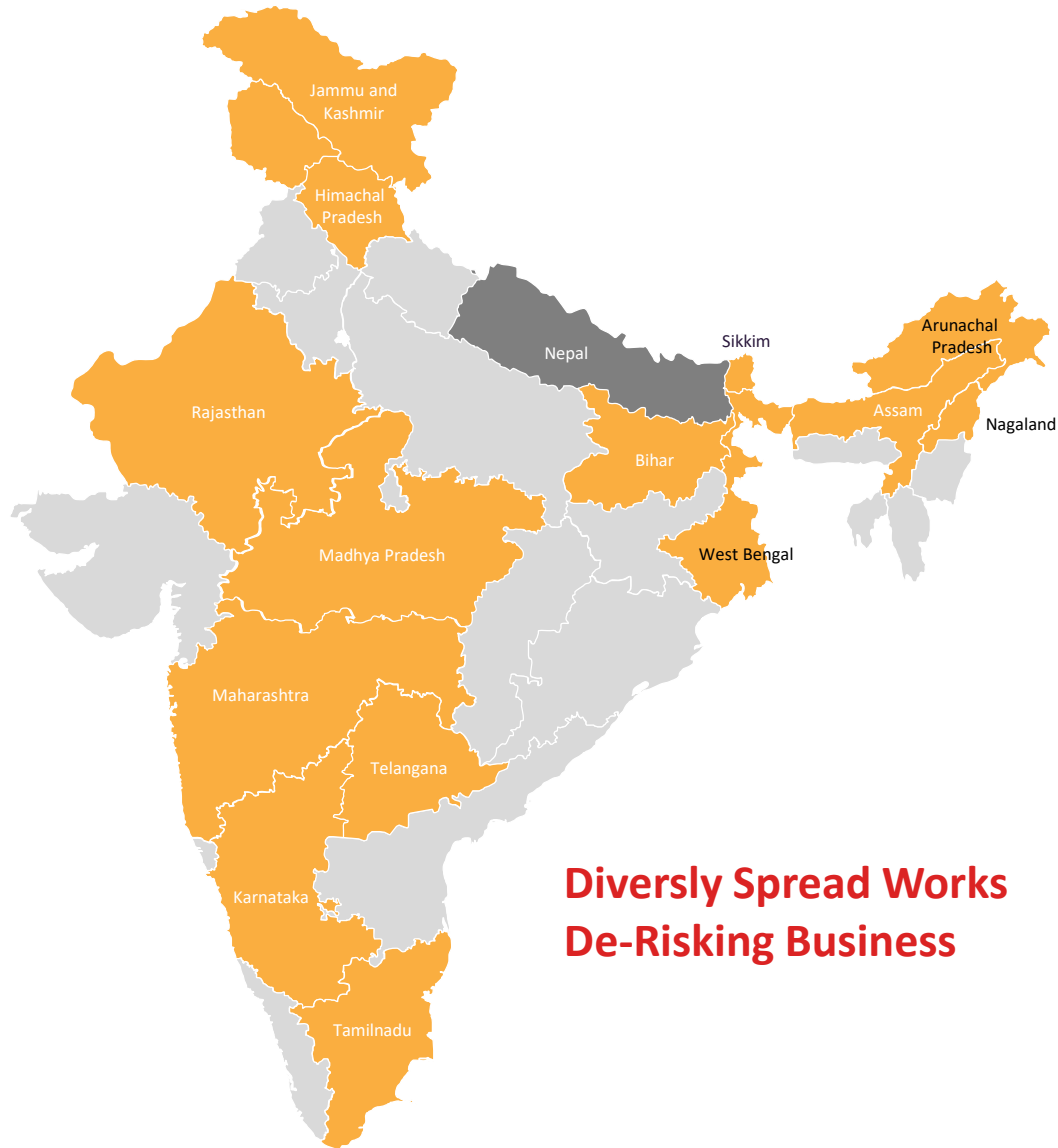 Jammu and
Kashmir
Himachal
Pradesh
Nepal
Sikkim
Arunachal
Pradesh
Rajasthan
Assam
Nagaland
Bihar
Madhya Pradesh
West Bengal
Maharashtra
Telangana
Karnataka
Diversly Spread Works
De-Risking Business
Tamilnadu